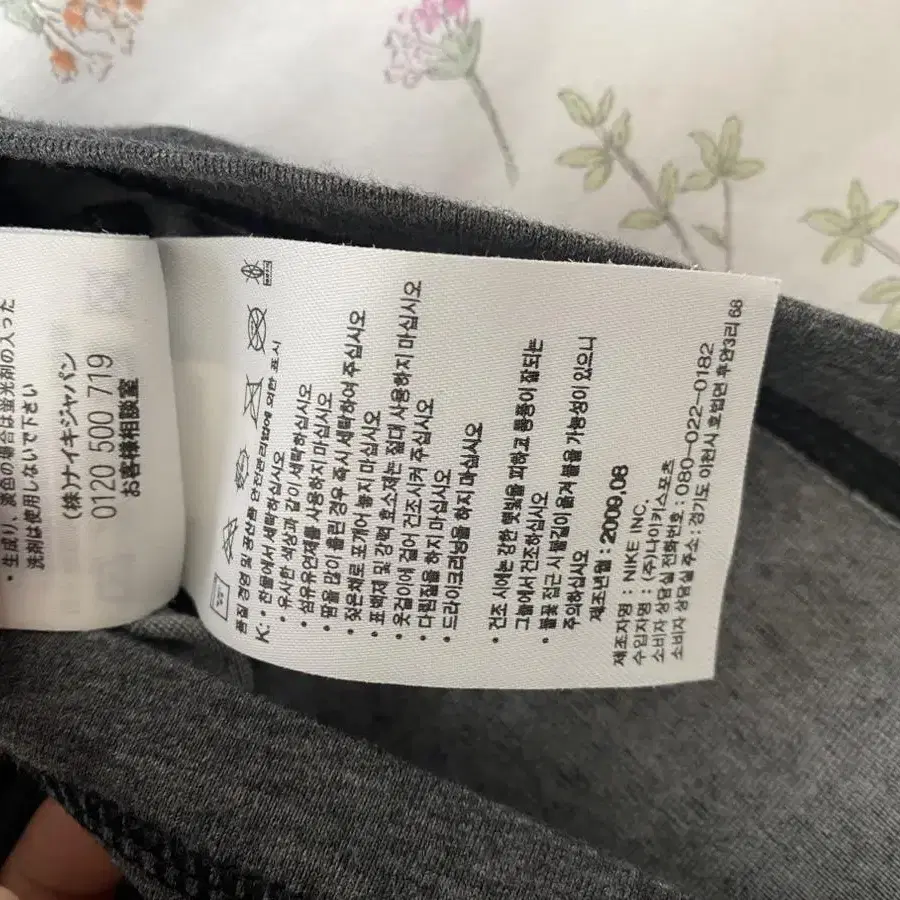 ・生成り、淡色の場合は蛍光剤の入った
洗剤は使用しないで下さい
(株)ナイキジャパン
0120 500 719
お客様相談室
품질 경영 및 공산품 안전관리법에 의한 표시
K: • 찬물에서 세탁하십시오
• 유사한 색상과 같이 세탁하십시오
• 섬유유연제를 사용하지 마십시오
• 땀을 많이 흘린 경우 즉시 세탁하여 주십시오
• 젖은채로 포개어 놓지 마십시오
• 표백제 및 강력 효소제는 절대 사용하지 마십시오
• 옷걸이에 걸어 건조시켜 주십시오
• 다림질을 하지 마십시오
• 드라이크리닝을 하지 마십시오
• 건조 시에는 강한 햇빛을 피하고 통풍이 잘되는
그늘에서 건조하십시오
• 불꽃 접근 시 불길이 옮겨 붙을 가능성이 있으니
주의하십시오
제조년월 : 2009,08
제조자명 : NIKE INC.
수입자명 : (주)나이키스포츠
소비자 상담실 전화번호 : 080-022-0182
소비자 상담실 주소 : 경기도 이천시 호법면 후안3리 68